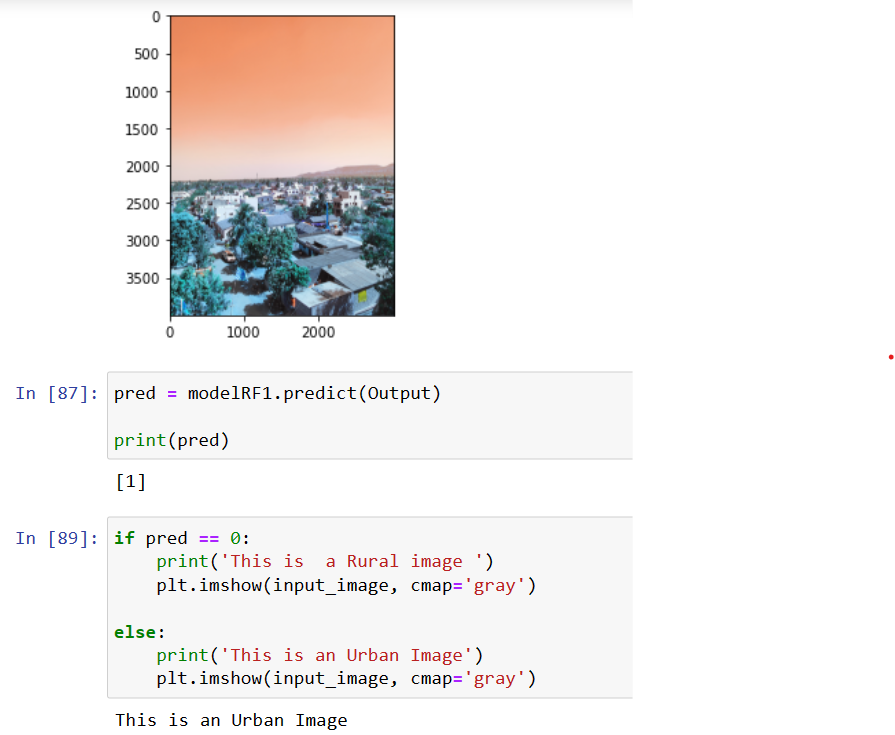 0
500
1000
1500
2000
2500
3000
3500
0 1000 2000
In [87]: pred = modelRF1.predict(Output)
print(pred)
[1]
In [89]: if pred == 0:
    print('This is  a Rural image ')
    plt.imshow(input_image, cmap='gray')
else:
    print('This is an Urban Image')
    plt.imshow(input_image, cmap='gray')
This is an Urban Image